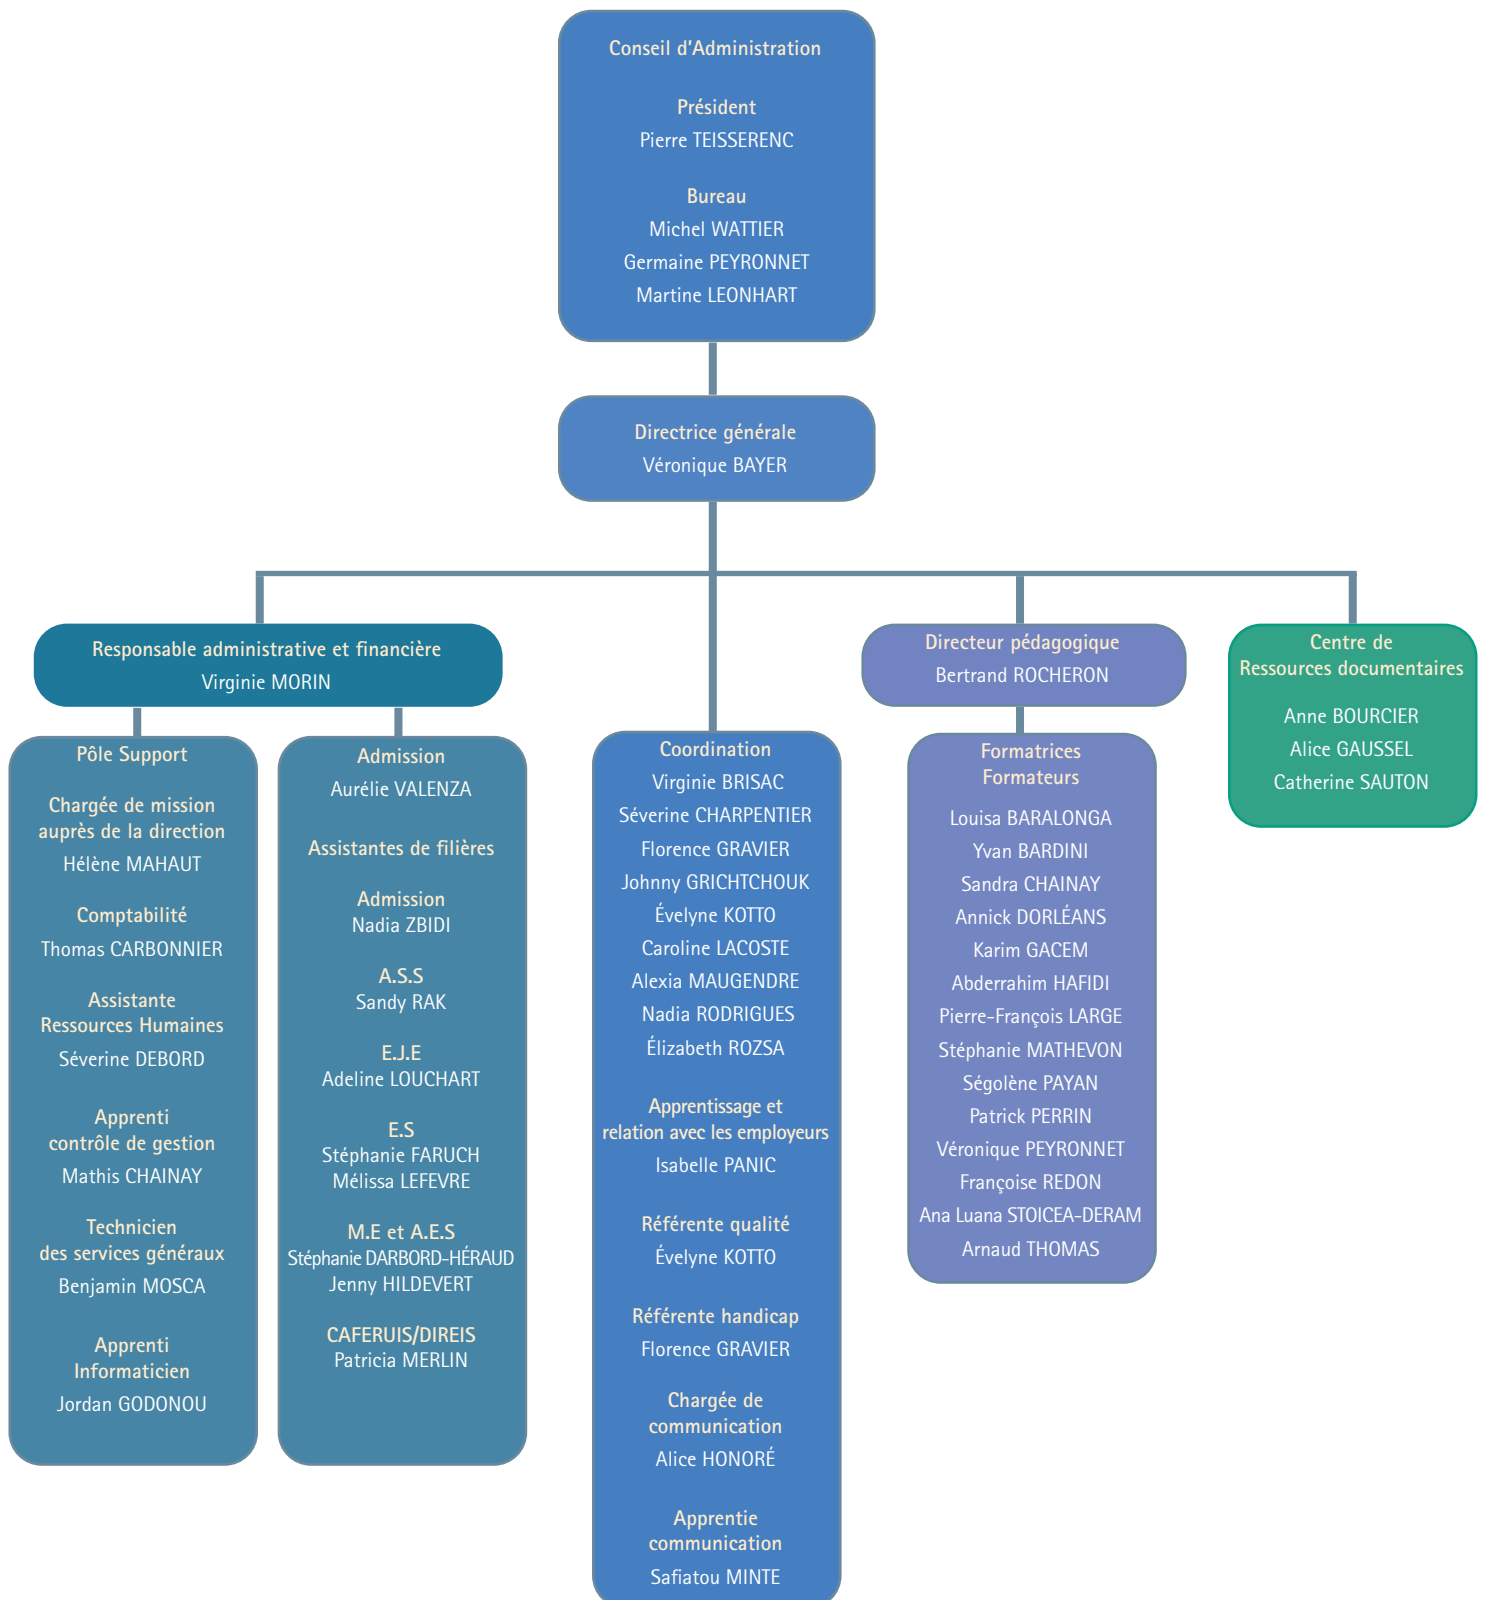 Conseil d'Administration
Président
Pierre TEISSERENC
Bureau
Michel WATTIER
Germaine PEYRONNET
Martine LEONHART
Directrice générale
Véronique BAYER
Responsable administrative et financière
Virginie MORIN
Pôle Support
Chargée de mission
auprès de la direction
Hélène MAHAUT
Comptabilité
Thomas CARBONNIER
Assistante
Ressources Humaines
Séverine DEBORD
Apprenti
contrôle de gestion
Mathis CHAINAY
Technicien
des services généraux
Benjamin MOSCA
Apprenti
Informaticien
Jordan GODONOU
Admission
Aurélie VALENZA
Assistantes de filières
Admission
Nadia ZBIDI
A.S.S
Sandy RAK
E.J.E
Adeline LOUCHART
E.S
Stéphanie FARUCH
Mélissa LEFEVRE
M.E et A.E.S
Stéphanie DARBORD-HÉRAUD
Jenny HILDEVERT
CAFERUIS/DIREIS
Patricia MERLIN
Coordination
Virginie BRISAC
Séverine CHARPENTIER
Florence GRAVIER
Johnny GRICHTCHOUK
Évelyne KOTTO
Caroline LACOSTE
Alexia MAUGENDRE
Nadia RODRIGUES
Élizabeth ROZSA
Apprentissage et
relation avec les employeurs
Isabelle PANIC
Référente qualité
Évelyne KOTTO
Référente handicap
Florence GRAVIER
Chargée de
communication
Alice HONORÉ
Apprentie
communication
Safiatou MINTE
Directeur pédagogique
Bertrand ROCHERON
Formatrices
Formateurs
Louisa BARALONGA
Yvan BARDINI
Sandra CHAINAY
Annick DORLÉANS
Karim GACEM
Abderrahim HAFIDI
Pierre-François LARGE
Stéphanie MATHEVON
Ségolène PAYAN
Patrick PERRIN
Véronique PEYRONNET
Françoise REDON
Ana Luana STOICEA-DERAM
Arnaud THOMAS
Centre de
Ressources documentaires
Anne BOURCIER
Alice GAUSSEL
Catherine SAUTON